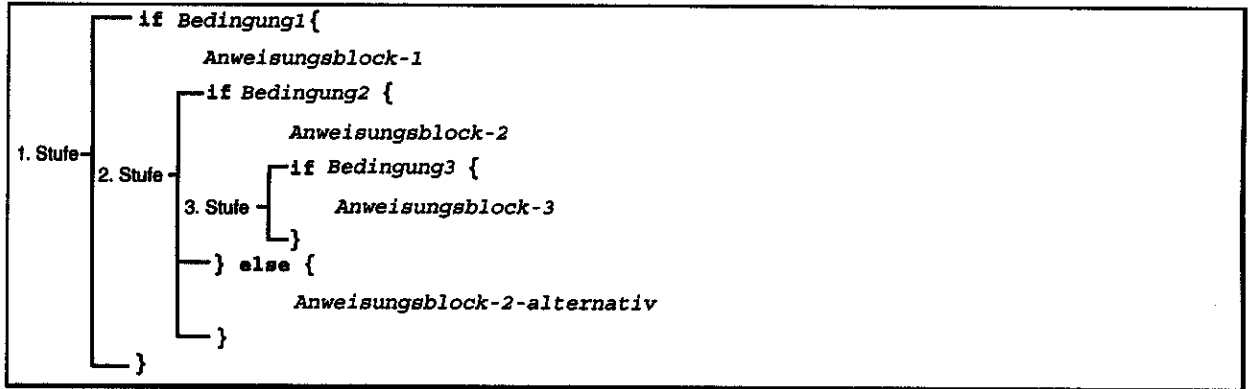 if Bedingung1{
Anweisungsblock-1
if Bedingung2 {
Anweisungsblock-2
1. Stufe
if Bedingung3 {
2. Stufe
3. Stufe
Anweisungsblock-3
}
} else {
Anweisungsblock-2-alternativ
}
}